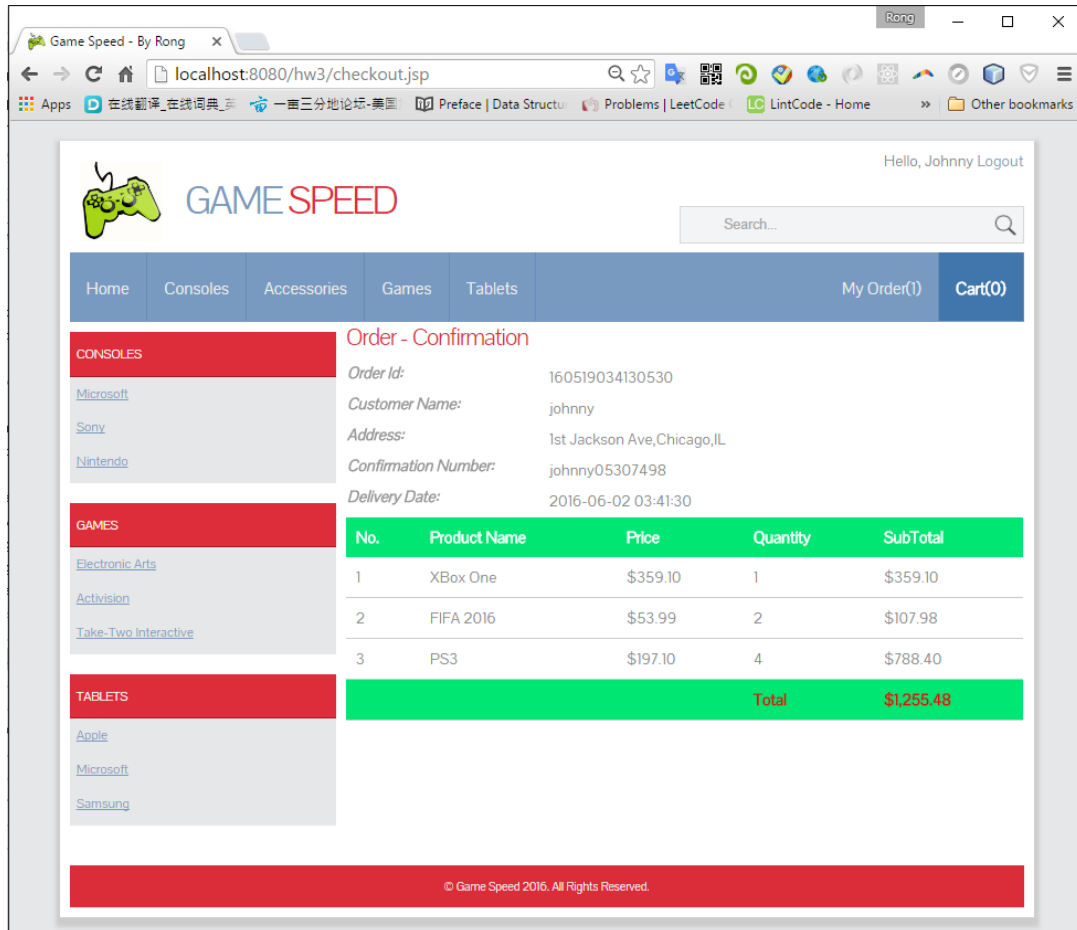 Rong
Game Speed - By Rong
localhost:8080/hw3/checkout.jsp
Apps 在线翻译_在线词典_ 一亩三分地论坛-美国 Preface | Data Structu Problems | LeetCode LintCode - Home » Other bookmarks
Hello, Johnny Logout
GAME SPEED
Search...
Home Consoles Accessories Games Tablets My Order(1) Cart(0)
CONSOLES
Microsoft
Sony
Nintendo
GAMES
Electronic Arts
Activision
Take-Two Interactive
TABLETS
Apple
Microsoft
Samsung
Order - Confirmation
Order Id: 160519034130530
Customer Name: johnny
Address: 1st Jackson Ave,Chicago,IL
Confirmation Number: johnny05307498
Delivery Date: 2016-06-02 03:41:30
No. Product Name Price Quantity SubTotal
1 XBox One $359.10 1 $359.10
2 FIFA 2016 $53.99 2 $107.98
3 PS3 $197.10 4 $788.40
Total $1,255.48
© Game Speed 2016. All Rights Reserved.